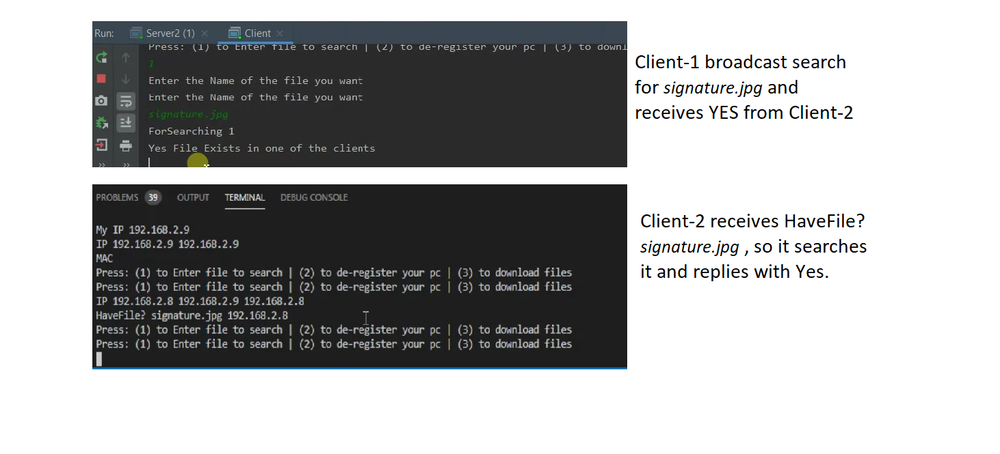 Run: Server2 (1) × Client ×
Press: (1) to Enter file to search | (2) to de-register your pc | (3) to downl
1
Enter the Name of the file you want
Enter the Name of the file you want
signature.jpg
ForSearching 1
Yes File Exists in one of the clients
Client-1 broadcast search
for signature.jpg and
receives YES from Client-2
PROBLEMS 39 OUTPUT TERMINAL DEBUG CONSOLE
My IP 192.168.2.9
IP 192.168.2.9 192.168.2.9
MAC
Press: (1) to Enter file to search | (2) to de-register your pc | (3) to download files
Press: (1) to Enter file to search | (2) to de-register your pc | (3) to download files
IP 192.168.2.8 192.168.2.9 192.168.2.8
HaveFile? signature.jpg 192.168.2.8
Press: (1) to Enter file to search | (2) to de-register your pc | (3) to download files
Press: (1) to Enter file to search | (2) to de-register your pc | (3) to download files
Client-2 receives HaveFile?
signature.jpg , so it searches
it and replies with Yes.